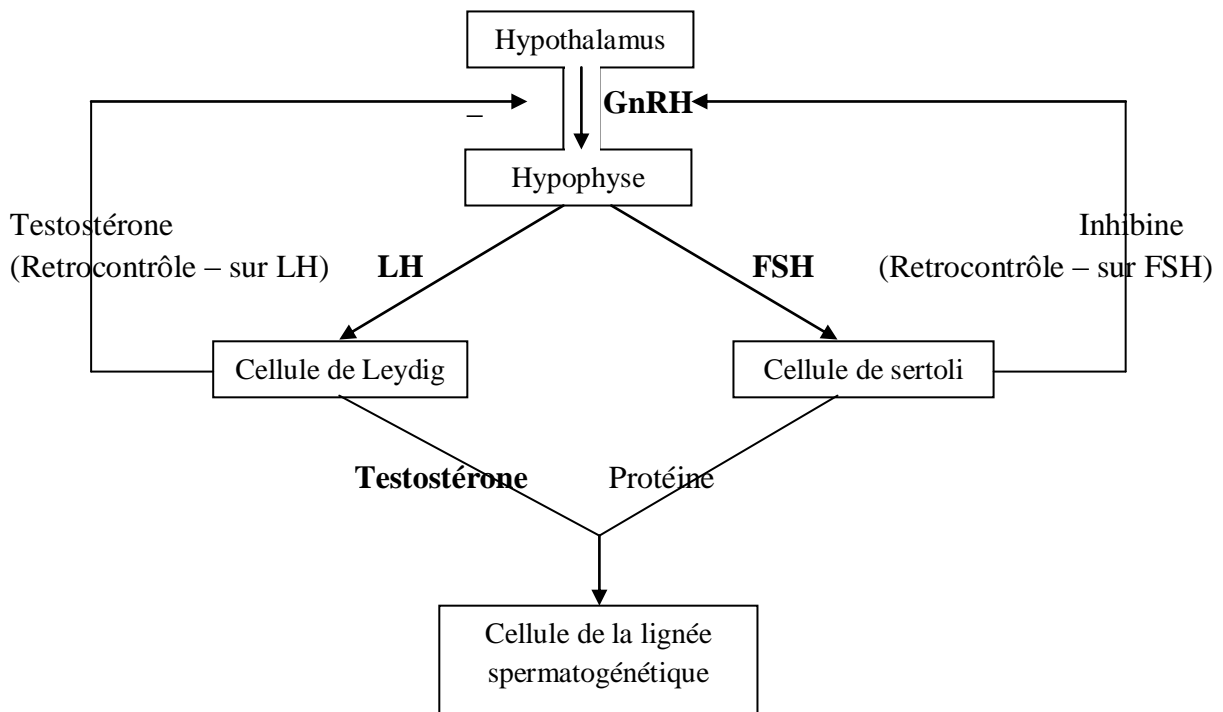 Hypothalamus
– GnRH
Hypophyse
Testostérone Inhibine
(Retrocontrôle – sur LH) LH FSH (Retrocontrôle – sur FSH)
Cellule de Leydig Cellule de sertoli
Testostérone Protéine
Cellule de la lignée
spermatogénétique